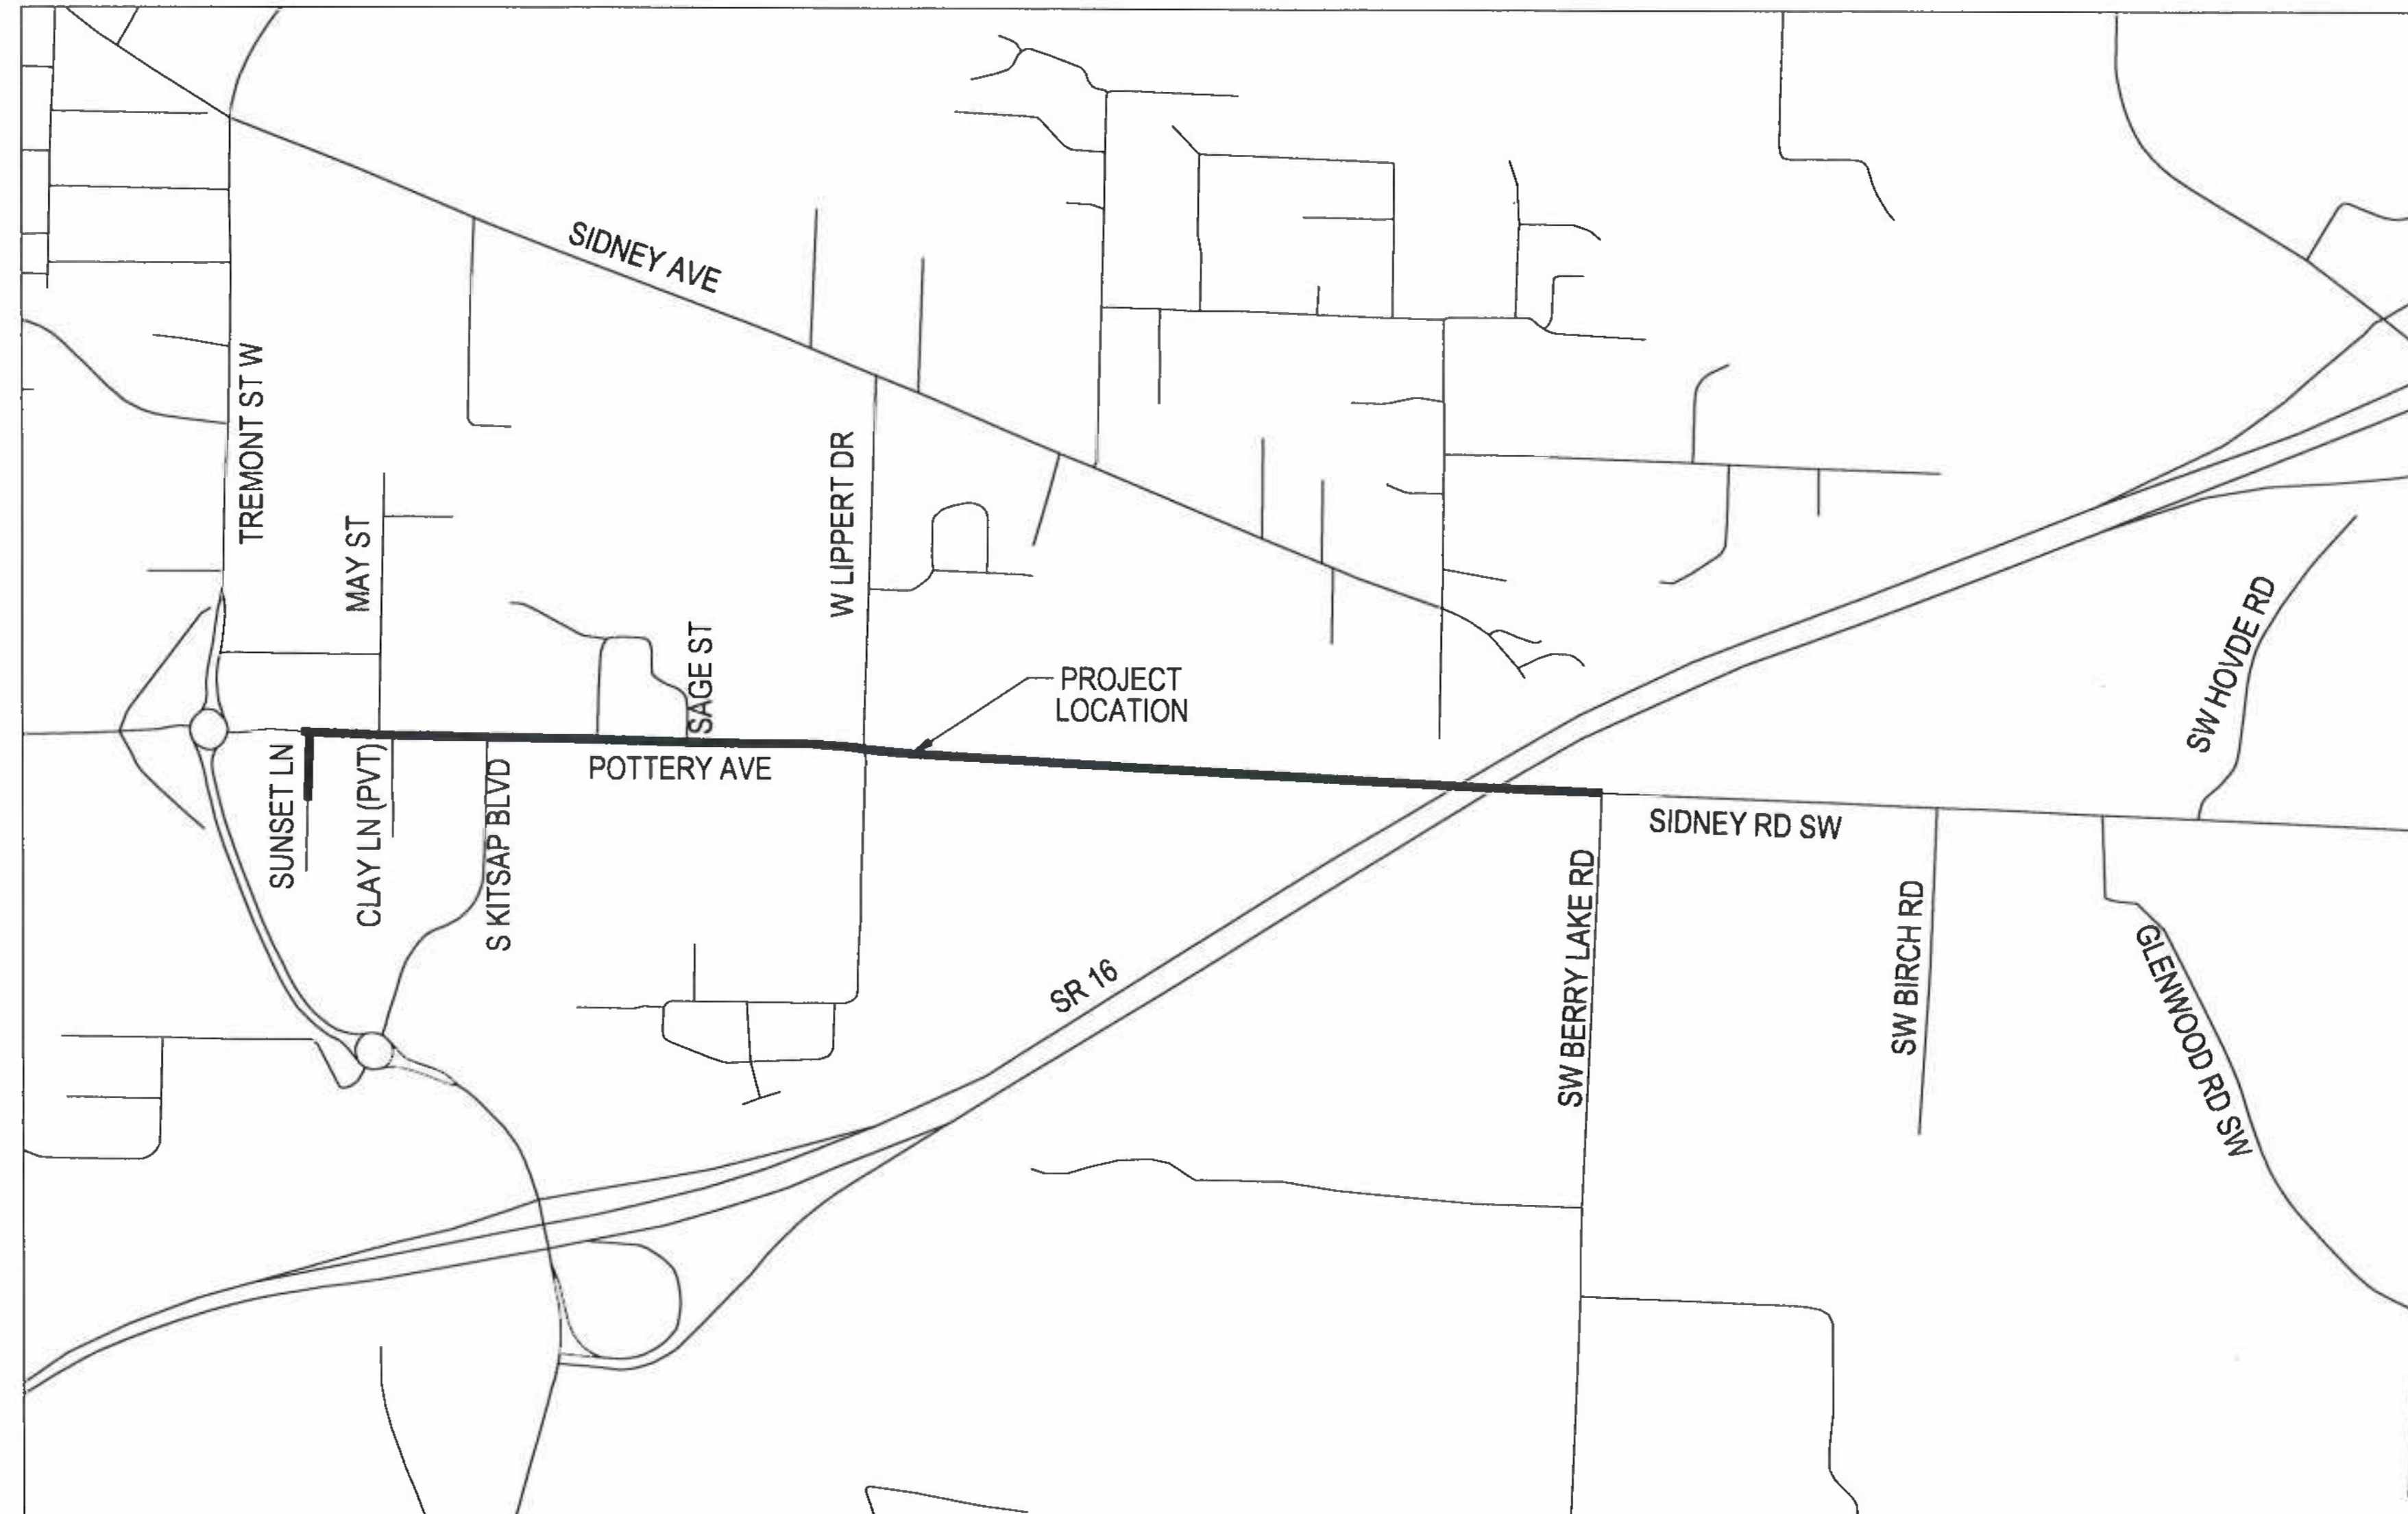 SIDNEY AVE
TREMONT ST W
MAY ST
W LIPPERT DR
SAGE ST
PROJECT
LOCATION
SW HOVDE RD
SUNSET LN
CLAY LN (PVT)
S KITSAP BLVD
POTTERY AVE
SIDNEY RD SW
SR 16
SW BERRY LAKE RD
SW BIRCH RD
GLENWOOD RD SW